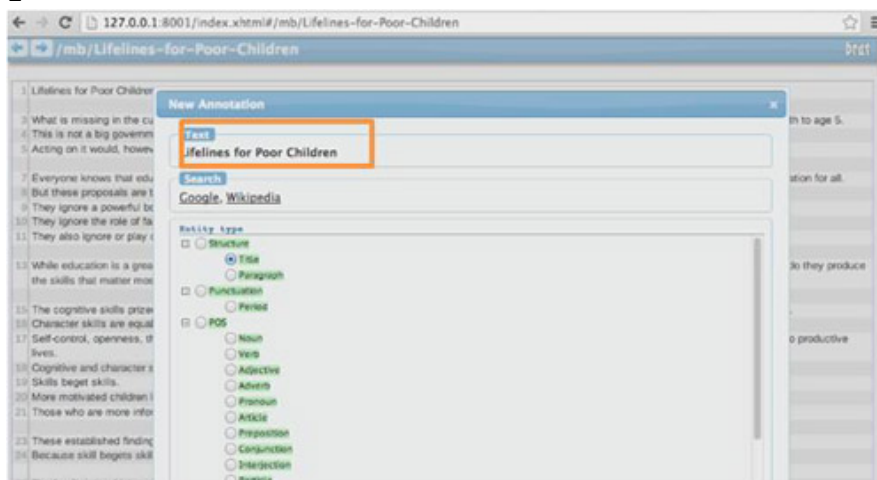 127.0.0.1:8001/index.xhtml#/mb/Lifelines-for-Poor-Children
/mb/Lifelines-for-Poor-Children
brat
1 Lifelines for Poor Children
New Annotation
×
3 What is missing in the cu
th to age 5.
4 This is not a big governm
Text
5 Acting on it would, howev
Lifelines for Poor Children
7 Everyone knows that edu
Search
ation for all.
8 But these proposals are t
Google, Wikipedia
9 They ignore a powerful bo
10 They ignore the role of fa
Entity type
11 They also ignore or play
Structure
Title
13 While education is a grea
do they produce
Paragraph
the skills that matter mos
Punctuation
Period
15 The cognitive skills prize
16 Character skills are equal
POS
17 Self-control, openness, th
Noun
o productive
lives.
Verb
18 Cognitive and character s
Adjective
19 Skills beget skills.
Adverb
20 More motivated children l
Pronoun
21 Those who are more infor
Article
Preposition
23 These established finding
Conjunction
24 Because skill begets skill
Interjection
Particle